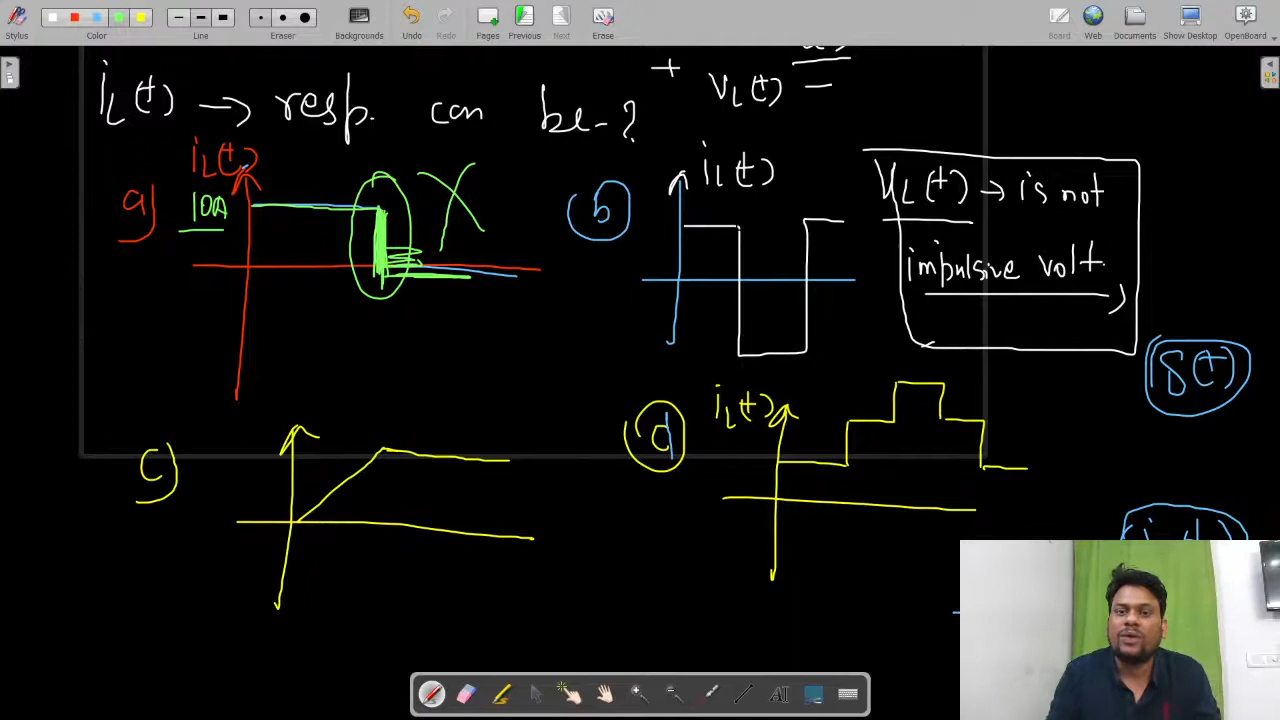 Stylus
Color
Line
Eraser
Backgrounds
Undo
Redo
Pages
Previous
Next
Erase
Board
Web
Documents
Show Desktop
OpenBoard
iL(t) → resp. can be-?
+ VL(t) =
a)
iL(t)
10A
b
iL(t)
VL(t) → is not
impulsive volt.
δ(t)
c)
d
iL(t)